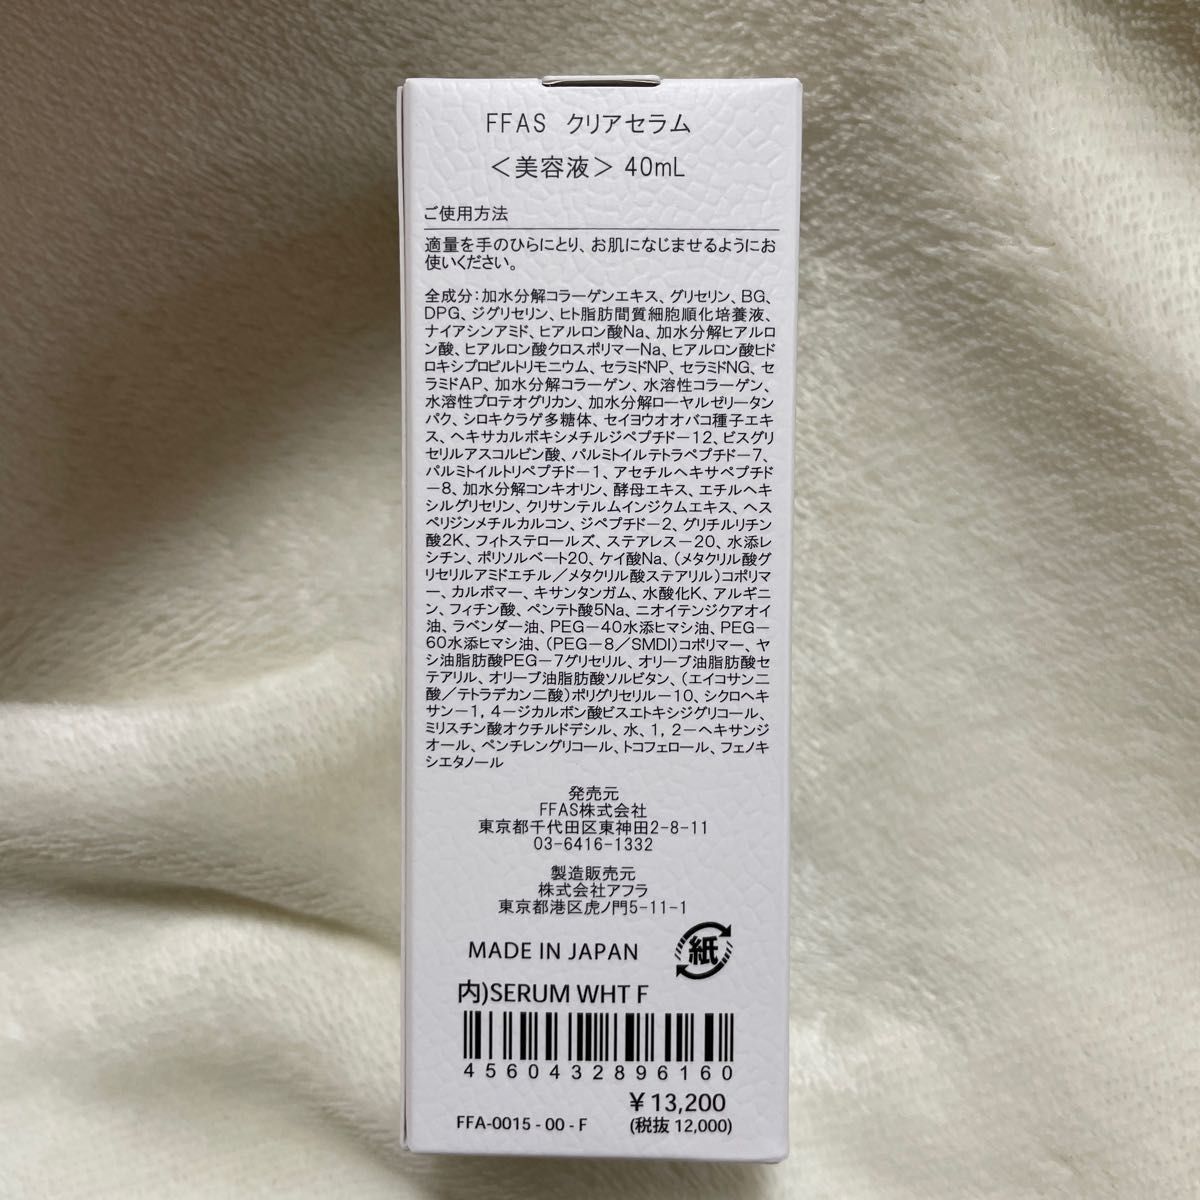 FFAS クリアセラム
＜美容液＞ 40mL
ご使用方法
適量を手のひらにとり、お肌になじませるようにお
使いください。
全成分：加水分解コラーゲンエキス、グリセリン、BG、
DPG、ジグリセリン、ヒト脂肪間質細胞順化培養液、
ナイアシンアミド、ヒアルロン酸Na、加水分解ヒアルロ
ン酸、ヒアルロン酸クロスポリマーNa、ヒアルロン酸ヒド
ロキシプロピルトリモニウム、セラミドNP、セラミドNG、セ
ラミドAP、加水分解コラーゲン、水溶性コラーゲン、
水溶性プロテオグリカン、加水分解ローヤルゼリータン
パク、シロキクラゲ多糖体、セイヨウオオバコ種子エキ
ス、ヘキサカルボキシメチルジペプチド－12、ビスグリ
セリルアスコルビン酸、パルミトイルテトラペプチド－7、
パルミトイルトリペプチド－1、アセチルヘキサペプチド
－8、加水分解コンキオリン、酵母エキス、エチルヘキ
シルグリセリン、クリサンテルムインジクムエキス、ヘス
ペリジンメチルカルコン、ジペプチド－2、グリチルリチン
酸2K、フィトステロールズ、ステアレス－20、水添レ
シチン、ポリソルベート20、ケイ酸Na、（メタクリル酸グ
リセリルアミドエチル／メタクリル酸ステアリル）コポリマ
ー、カルボマー、キサンタンガム、水酸化K、アルギニ
ン、フィチン酸、ペンテト酸5Na、ニオイテンジクアオイ
油、ラベンダー油、PEG－40水添ヒマシ油、PEG－
60水添ヒマシ油、（PEG－8／SMDI）コポリマー、ヤ
シ油脂肪酸PEG－7グリセリル、オリーブ油脂肪酸セ
テアリル、オリーブ油脂肪酸ソルビタン、（エイコサン二
酸／テトラデカン二酸）ポリグリセリル－10、シクロヘキ
サン－1，4－ジカルボン酸ビスエトキシジグリコール、
ミリスチン酸オクチルドデシル、水、1，2－ヘキサンジ
オール、ペンチレングリコール、トコフェロール、フェノキ
シエタノール
発売元
FFAS株式会社
東京都千代田区東神田2-8-11
03-6416-1332
製造販売元
株式会社アフラ
東京都港区虎ノ門5-11-1
MADE IN JAPAN
紙
内)SERUM WHT F
4560432896160
￥13,200
FFA-0015 - 00 - F (税抜 12,000)